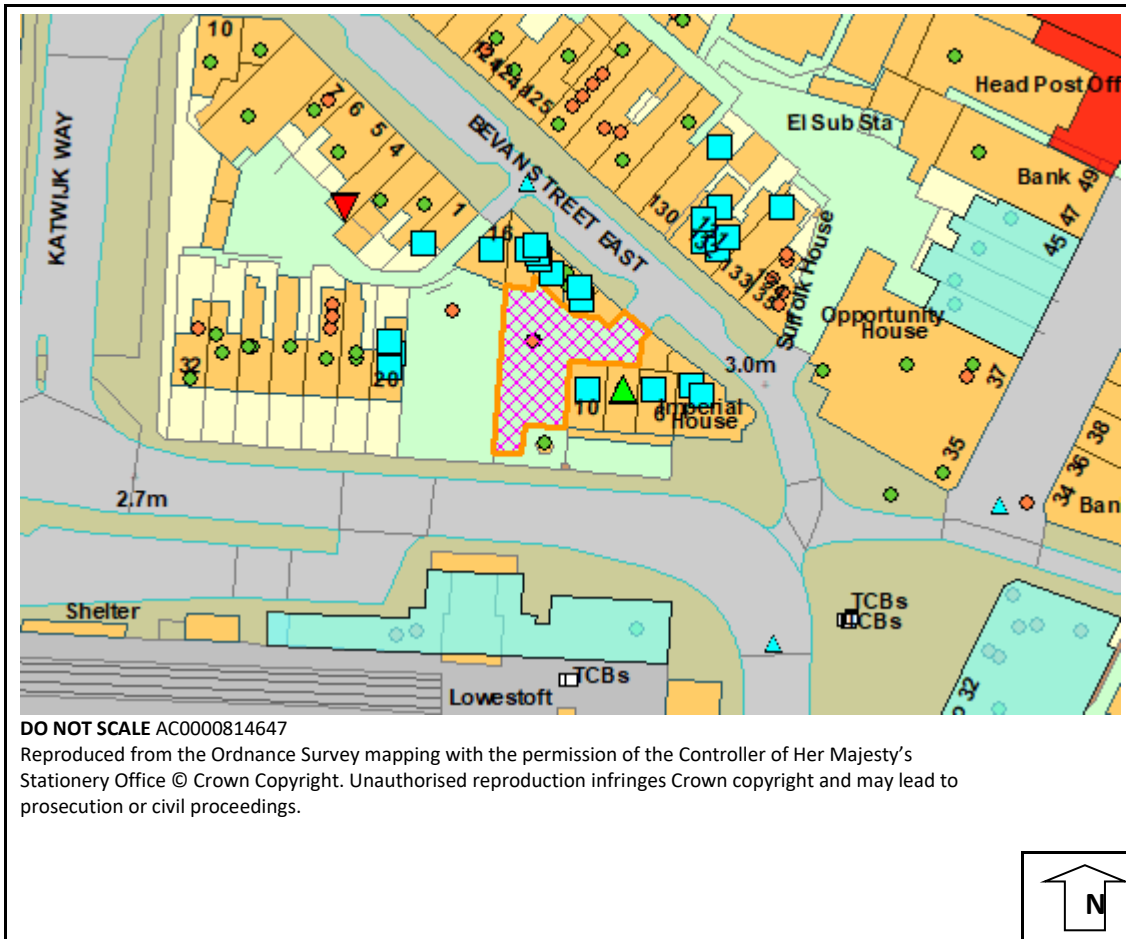 10
Head Post Off
KATWIJK WAY
7
6
5
4
1
125
BEVAN STREET EAST
El Sub Sta
Bank
49
47
45
130
133
16
Suffolk House
Opportunity
House
3.0m
37
32
20
10
6
Imperial
House
35
38
36
34
Ban
2.7m
Shelter
TCBs
TCBs
TCBs
Lowestoft
32
DO NOT SCALE AC0000814647
Reproduced from the Ordnance Survey mapping with the permission of the Controller of Her Majesty’s
Stationery Office © Crown Copyright. Unauthorised reproduction infringes Crown copyright and may lead to
prosecution or civil proceedings.
N